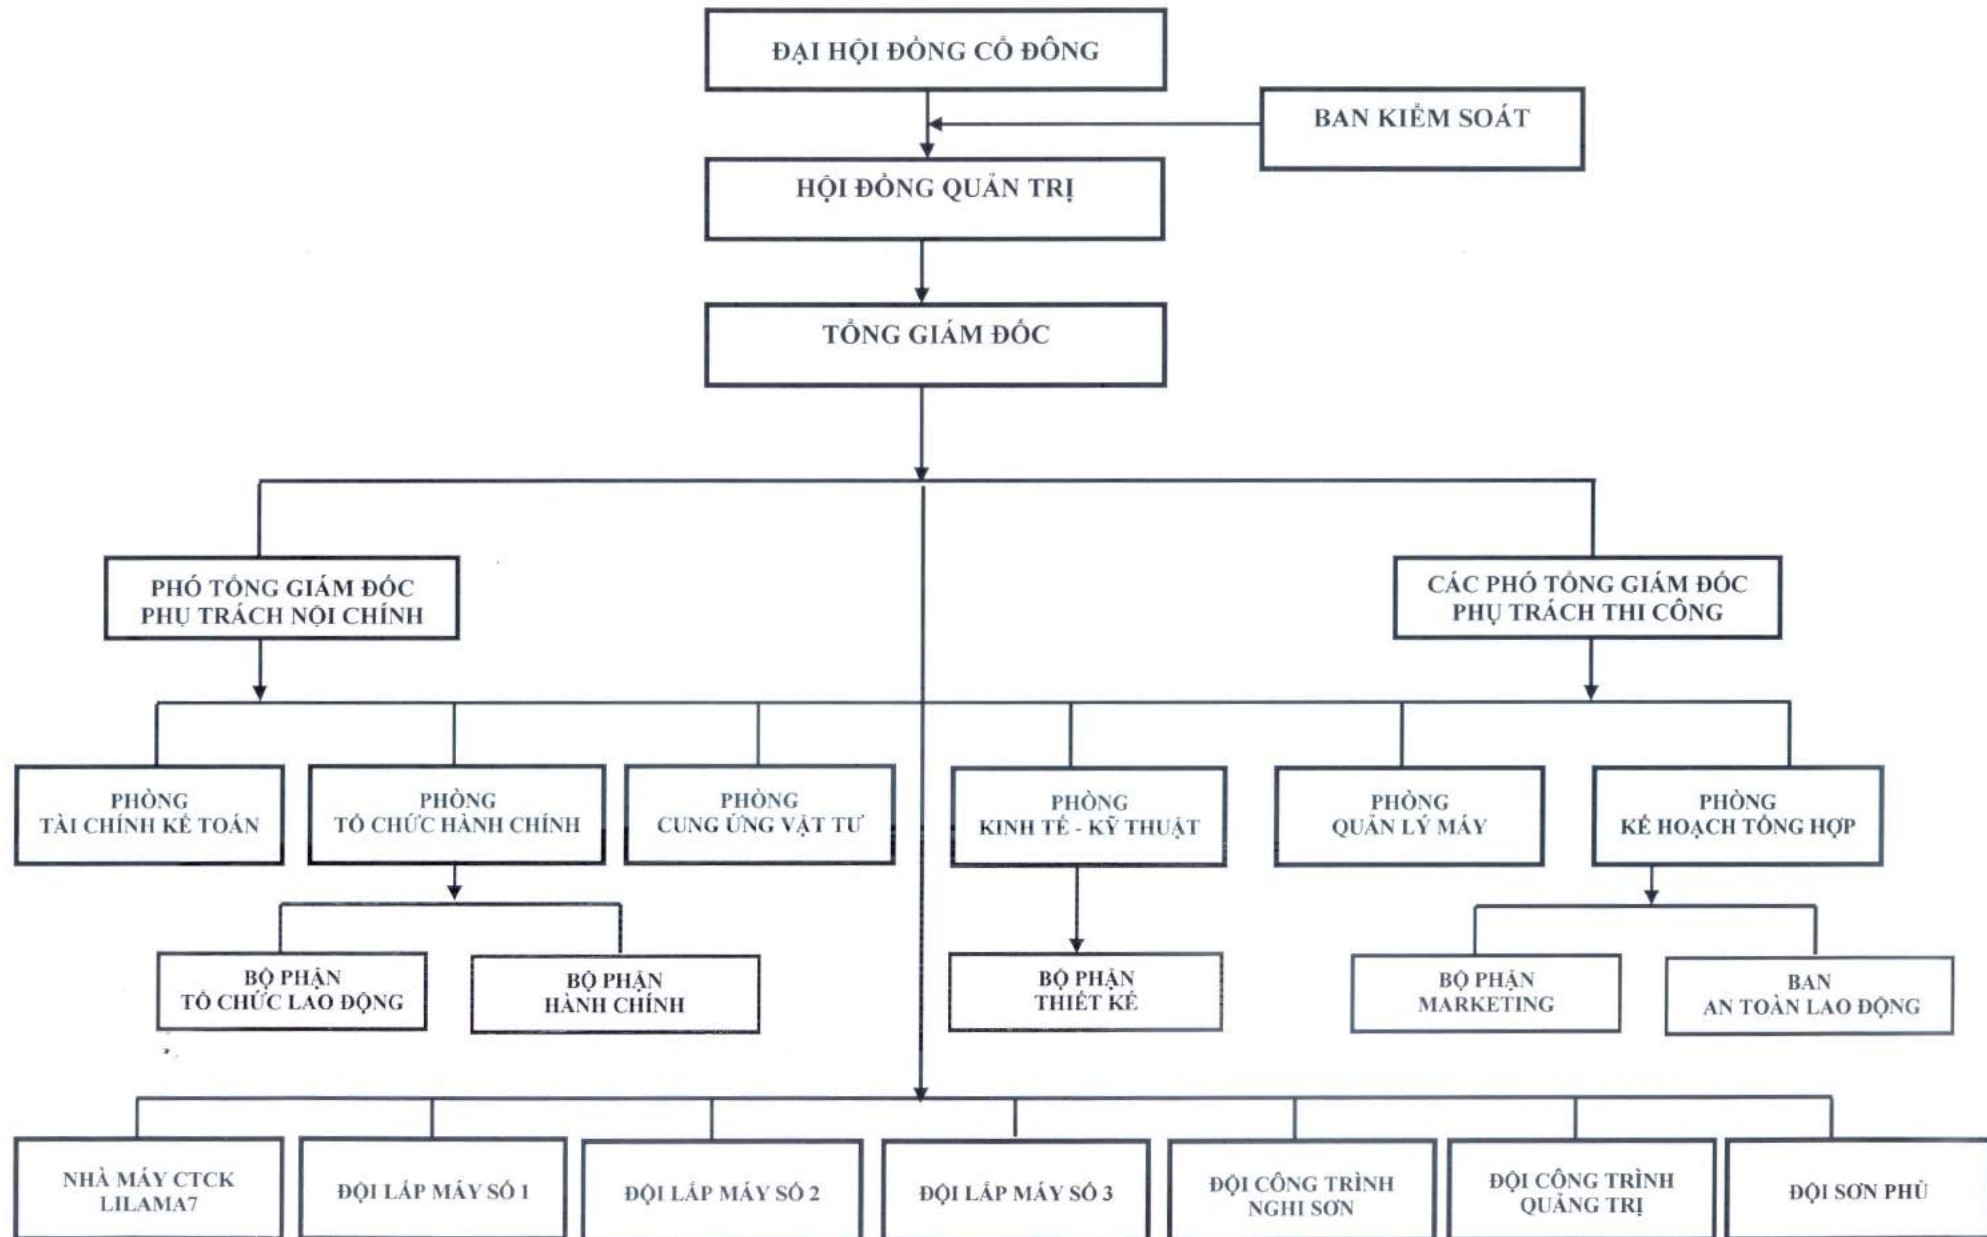 ĐẠI HỘI ĐỒNG CỔ ĐÔNG
BAN KIỂM SOÁT
HỘI ĐỒNG QUẢN TRỊ
TỔNG GIÁM ĐỐC
PHÓ TỔNG GIÁM ĐỐC
PHỤ TRÁCH NỘI CHÍNH
CÁC PHÓ TỔNG GIÁM ĐỐC
PHỤ TRÁCH THI CÔNG
PHÒNG
TÀI CHÍNH KẾ TOÁN
PHÒNG
TỔ CHỨC HÀNH CHÍNH
PHÒNG
CUNG ỨNG VẬT TƯ
PHÒNG
KINH TẾ - KỸ THUẬT
PHÒNG
QUẢN LÝ MÁY
PHÒNG
KẾ HOẠCH TỔNG HỢP
BỘ PHẬN
TỔ CHỨC LAO ĐỘNG
BỘ PHẬN
HÀNH CHÍNH
BỘ PHẬN
THIẾT KẾ
BỘ PHẬN
MARKETING
BAN
AN TOÀN LAO ĐỘNG
NHÀ MÁY CTCK
LILAMA7
ĐỘI LẮP MÁY SỐ 1
ĐỘI LẮP MÁY SỐ 2
ĐỘI LẮP MÁY SỐ 3
ĐỘI CÔNG TRÌNH
NGHI SƠN
ĐỘI CÔNG TRÌNH
QUẢNG TRỊ
ĐỘI SƠN PHỦ